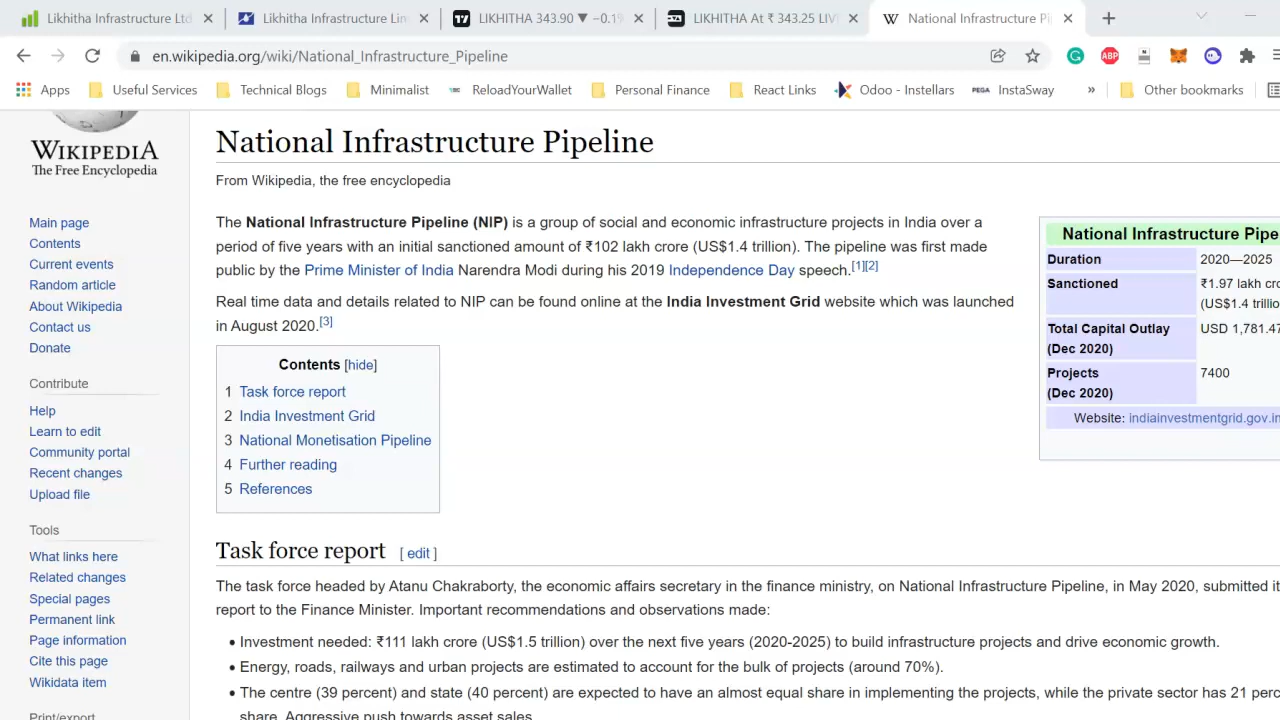 Likhitha Infrastructure Ltd
Likhitha Infrastructure Lim
LIKHITHA 343.90 ▼ −0.1%
LIKHITHA At ₹ 343.25 LIV
National Infrastructure Pi
en.wikipedia.org/wiki/National_Infrastructure_Pipeline
Apps
Useful Services
Technical Blogs
Minimalist
ReloadYourWallet
Personal Finance
React Links
Odoo - Instellars
PEGA InstaSway
»
Other bookmarks
WIKIPEDIA
The Free Encyclopedia
Main page
Contents
Current events
Random article
About Wikipedia
Contact us
Donate
Contribute
Help
Learn to edit
Community portal
Recent changes
Upload file
Tools
What links here
Related changes
Special pages
Permanent link
Page information
Cite this page
Wikidata item
Print/export
National Infrastructure Pipeline
From Wikipedia, the free encyclopedia
The National Infrastructure Pipeline (NIP) is a group of social and economic infrastructure projects in India over a
period of five years with an initial sanctioned amount of ₹102 lakh crore (US$1.4 trillion). The pipeline was first made
public by the Prime Minister of India Narendra Modi during his 2019 Independence Day speech.[1][2]
Real time data and details related to NIP can be found online at the India Investment Grid website which was launched
in August 2020.[3]
Contents [hide]
1 Task force report
2 India Investment Grid
3 National Monetisation Pipeline
4 Further reading
5 References
National Infrastructure Pipe
Duration 2020—2025
Sanctioned ₹1.97 lakh cro
(US$1.4 trillio
Total Capital Outlay USD 1,781.47
(Dec 2020)
Projects 7400
(Dec 2020)
Website: indiainvestmentgrid.gov.in
Task force report [ edit ]
The task force headed by Atanu Chakraborty, the economic affairs secretary in the finance ministry, on National Infrastructure Pipeline, in May 2020, submitted it
report to the Finance Minister. Important recommendations and observations made:
• Investment needed: ₹111 lakh crore (US$1.5 trillion) over the next five years (2020-2025) to build infrastructure projects and drive economic growth.
• Energy, roads, railways and urban projects are estimated to account for the bulk of projects (around 70%).
• The centre (39 percent) and state (40 percent) are expected to have an almost equal share in implementing the projects, while the private sector has 21 perc
share. Aggressive push towards asset sales.